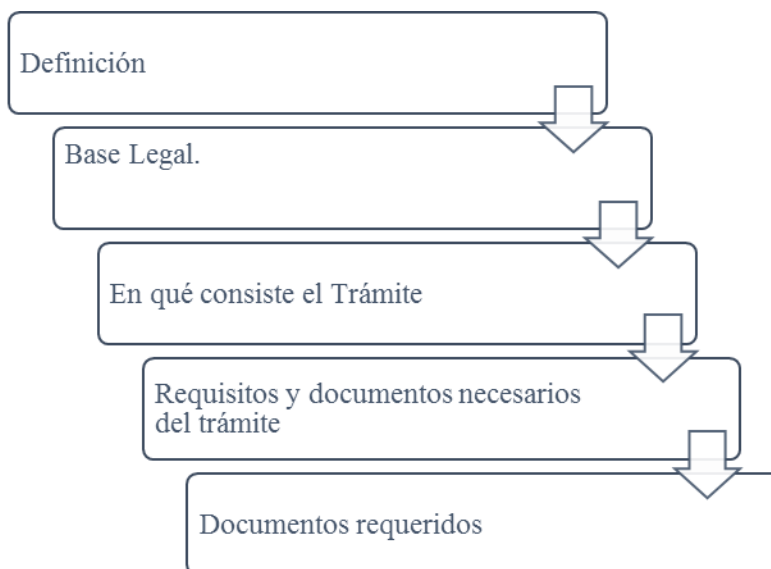 Definición
Base Legal.
En qué consiste el Trámite
Requisitos y documentos necesarios
del trámite
Documentos requeridos